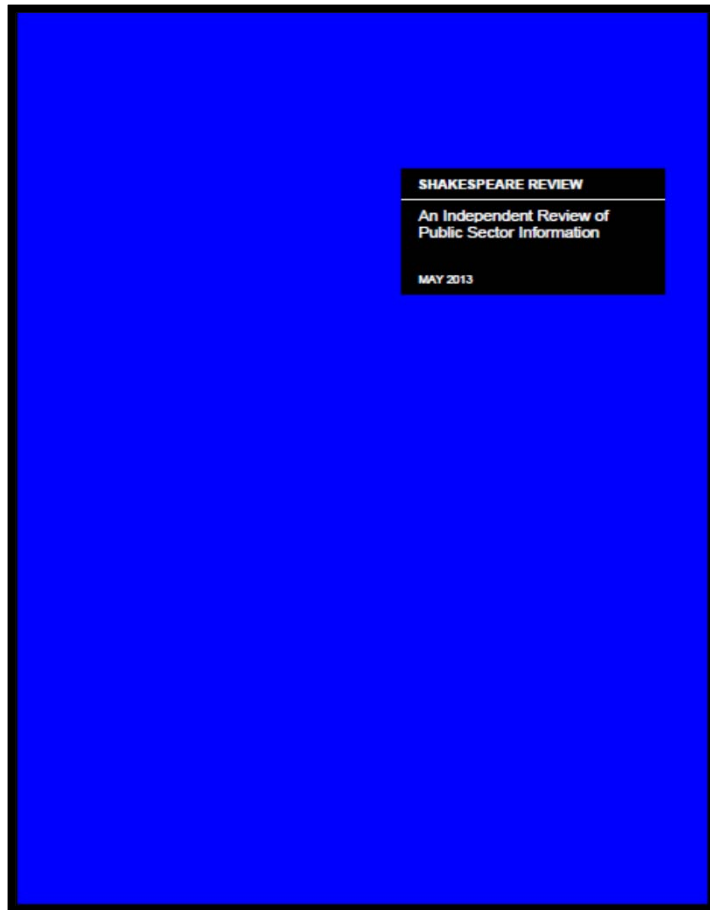 SHAKESPEARE REVIEW
An Independent Review of
Public Sector Information
MAY 2013